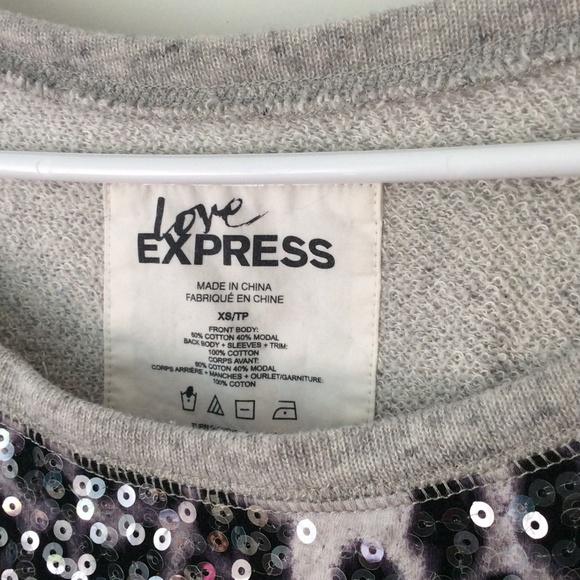 Love
EXPRESS
MADE IN CHINA
FABRIQUÉ EN CHINE
XS/TP
FRONT BODY:
60% COTTON 40% MODAL
BACK BODY + SLEEVES + TRIM:
100% COTTON
CORPS AVANT:
60% COTON 40% MODAL
CORPS ARRIÈRE + MANCHES + OURLET/GARNITURE:
100% COTON